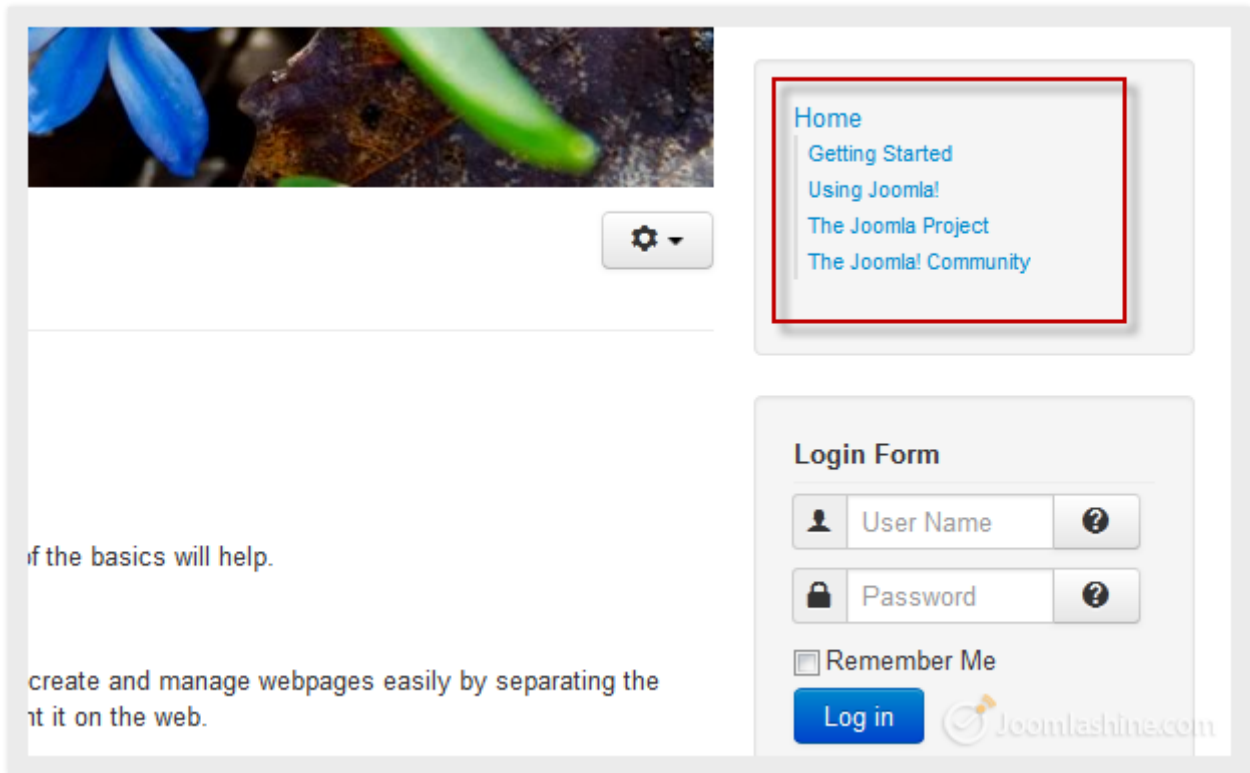 Home
Getting Started
Using Joomla!
The Joomla Project
The Joomla! Community
Login Form
User Name
Password
of the basics will help.
create and manage webpages easily by separating the
nt it on the web.
Remember Me
Log in
Joomlashine.com